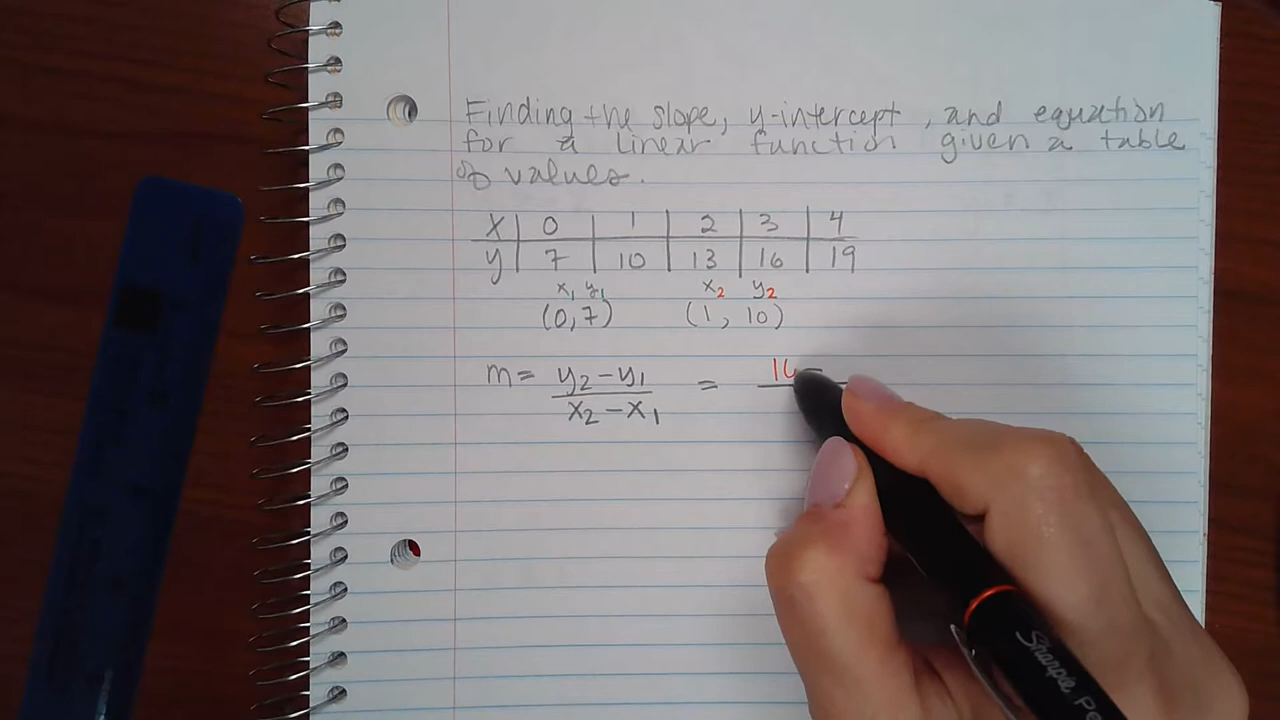 Finding the slope, y-intercept, and equation
for a linear function given a table
of values.
x 0 1 2 3 4
y 7 10 13 16 19
x₁ y₁ x₂ y₂
(0,7) (1, 10)
m = y₂-y₁ / x₂-x₁ = 10 -
Sharpie